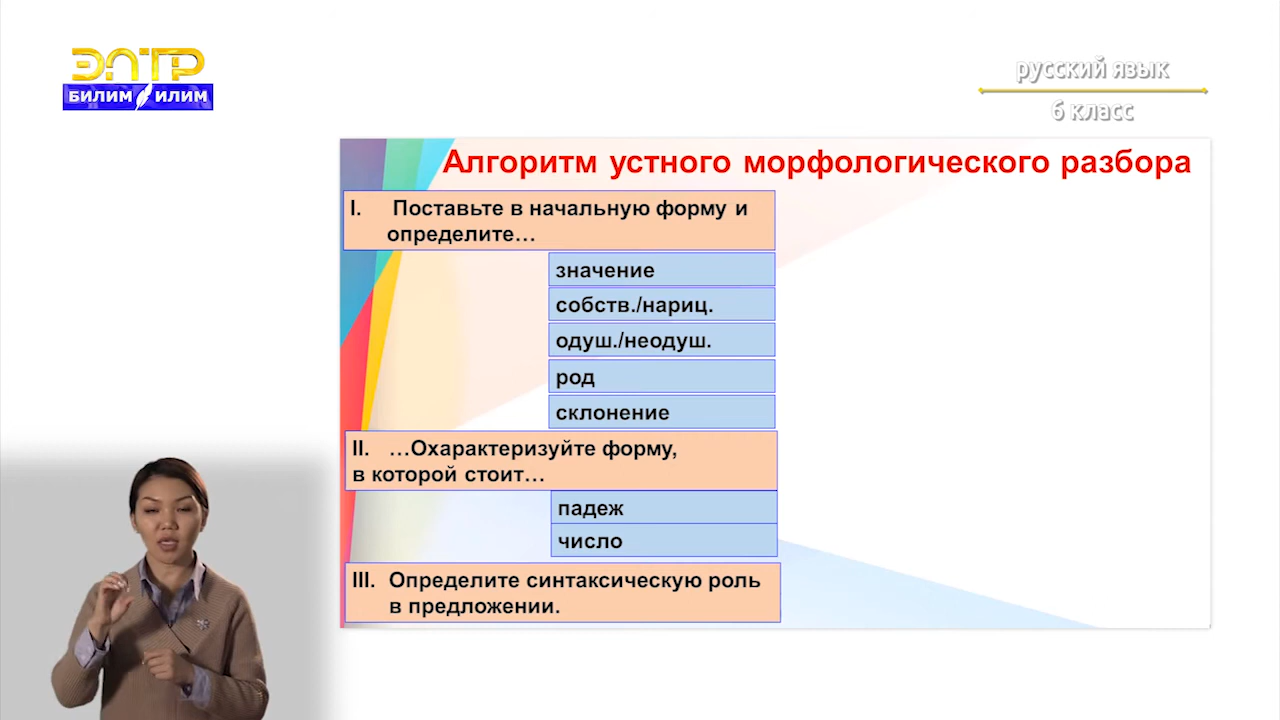 ЭЛТР
БИЛИМ ИЛИМ
русский язык
6 класс
Алгоритм устного морфологического разбора
I. Поставьте в начальную форму и
определите…
значение
собств./нариц.
одуш./неодуш.
род
склонение
II. …Охарактеризуйте форму,
в которой стоит…
падеж
число
III. Определите синтаксическую роль
в предложении.